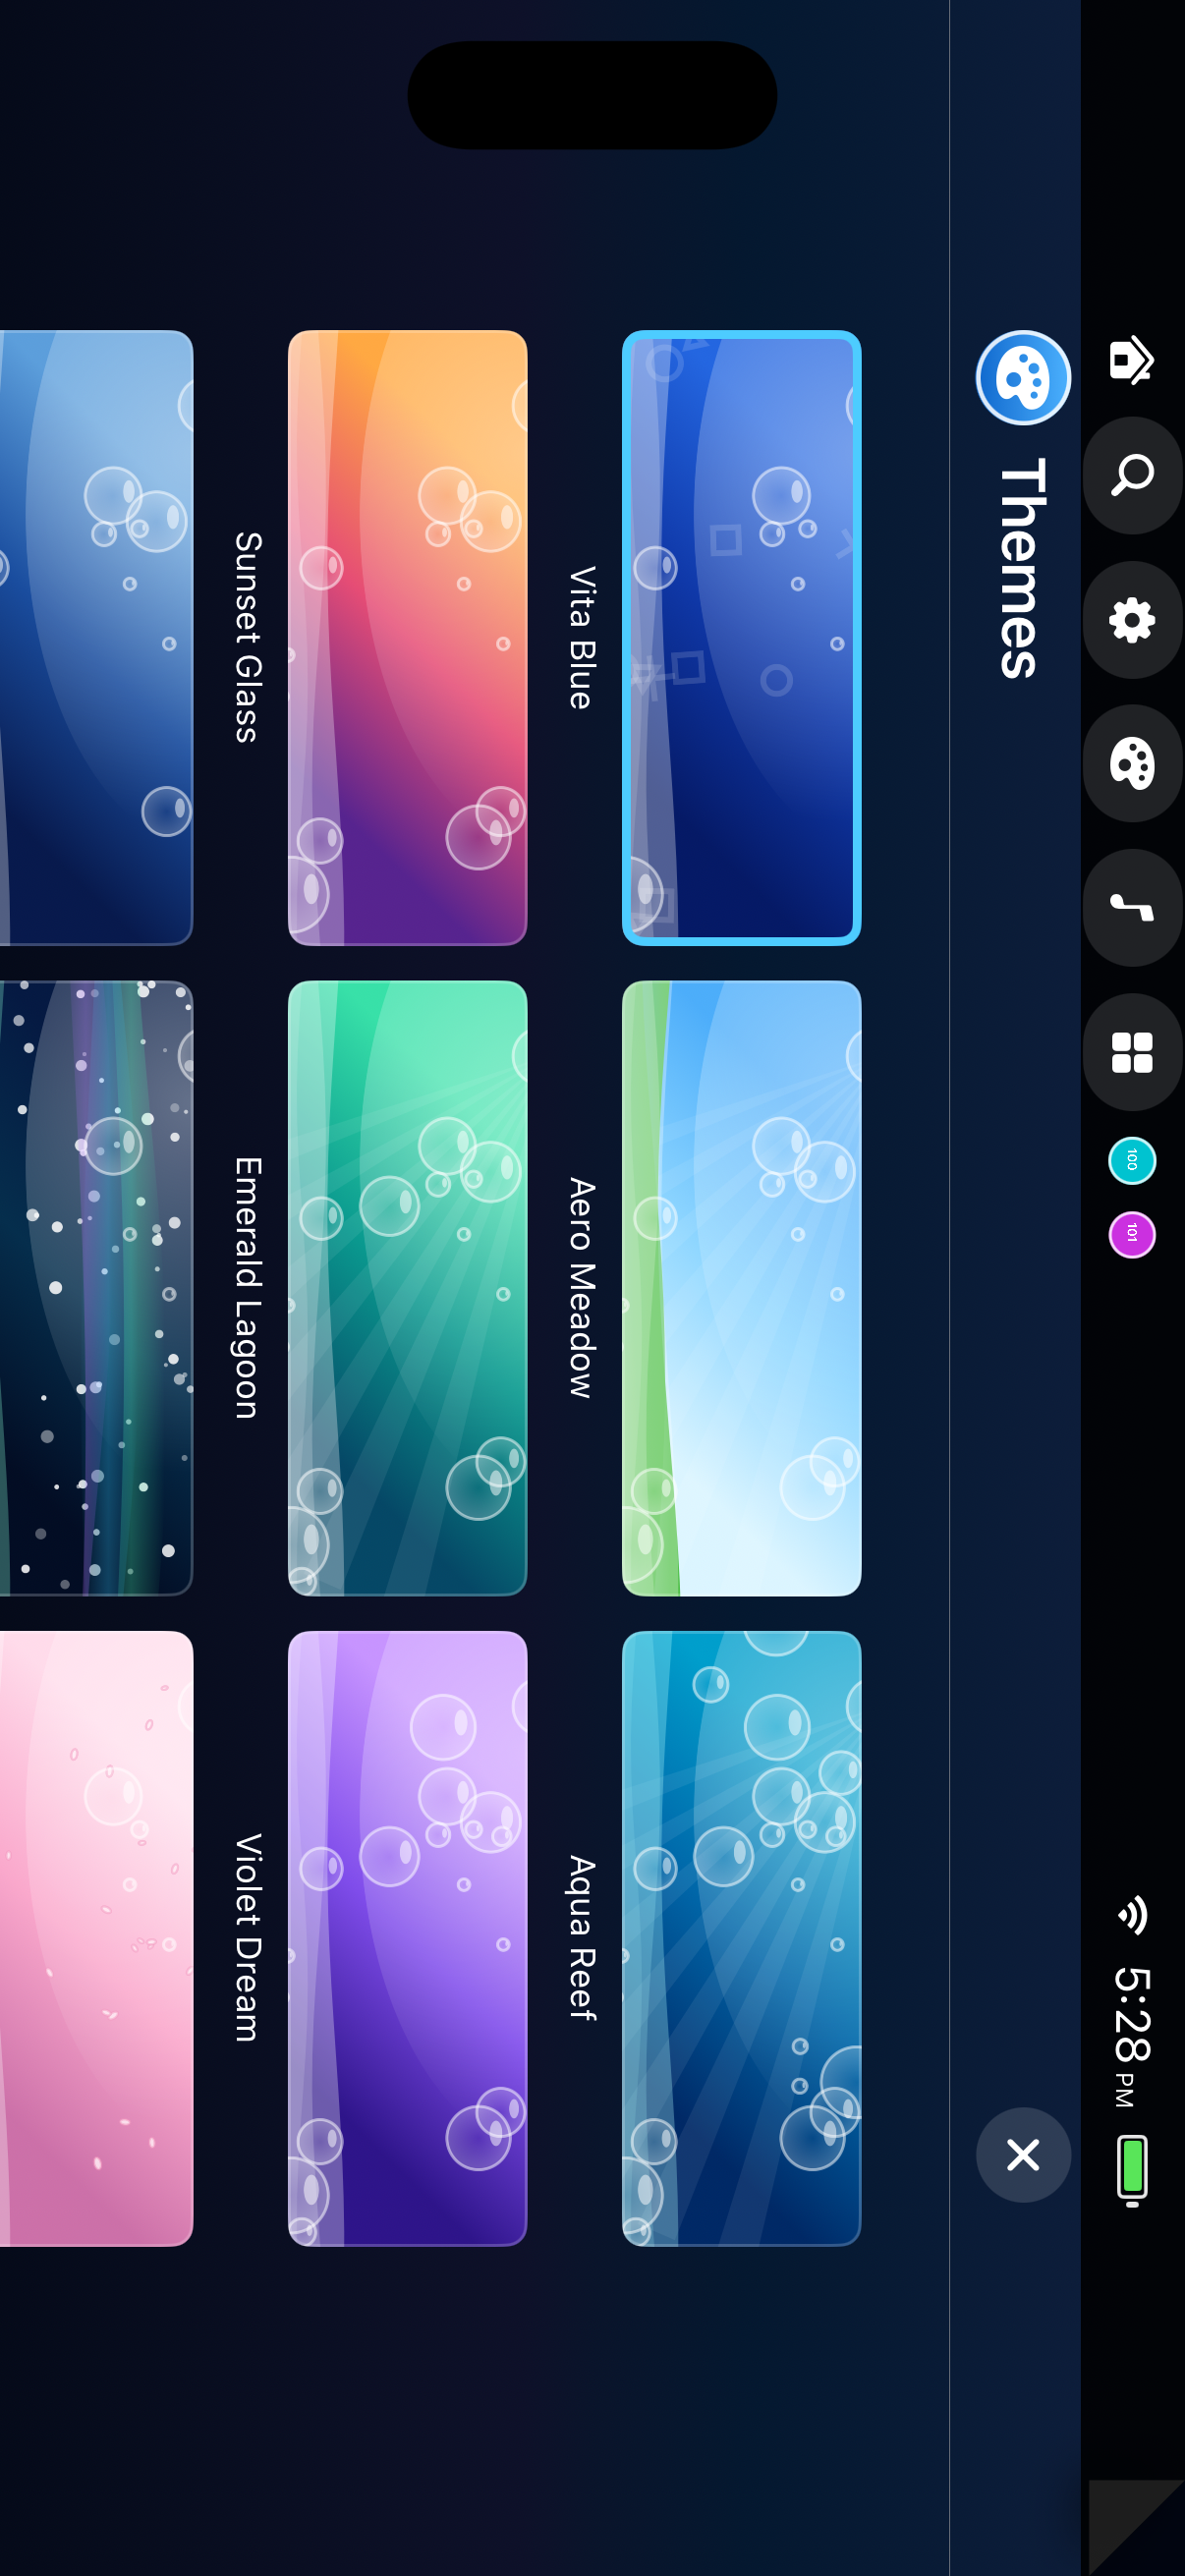 100
101
5:28 PM
Themes
Vita Blue
Aero Meadow
Aqua Reef
Sunset Glass
Emerald Lagoon
Violet Dream